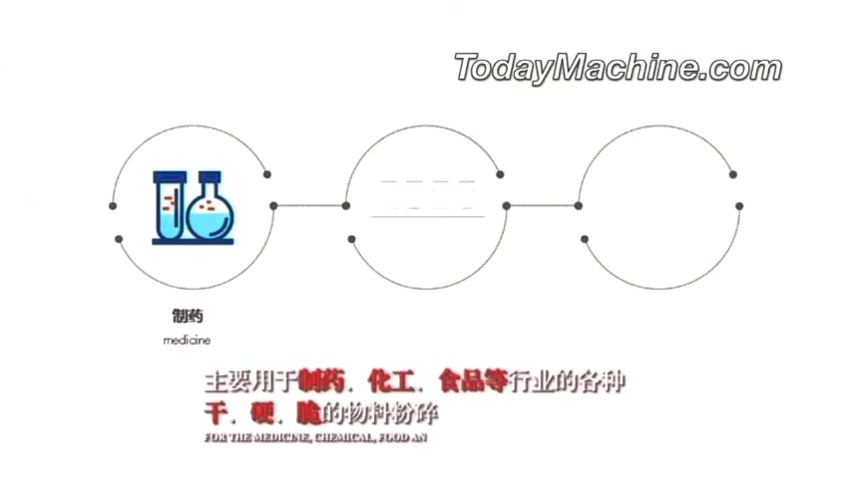 TodayMachine.com
制药
medicine
主要用于制药、化工、食品等行业的各种
干、硬、脆的物料粉碎
FOR THE MEDICINE, CHEMICAL, FOOD AN